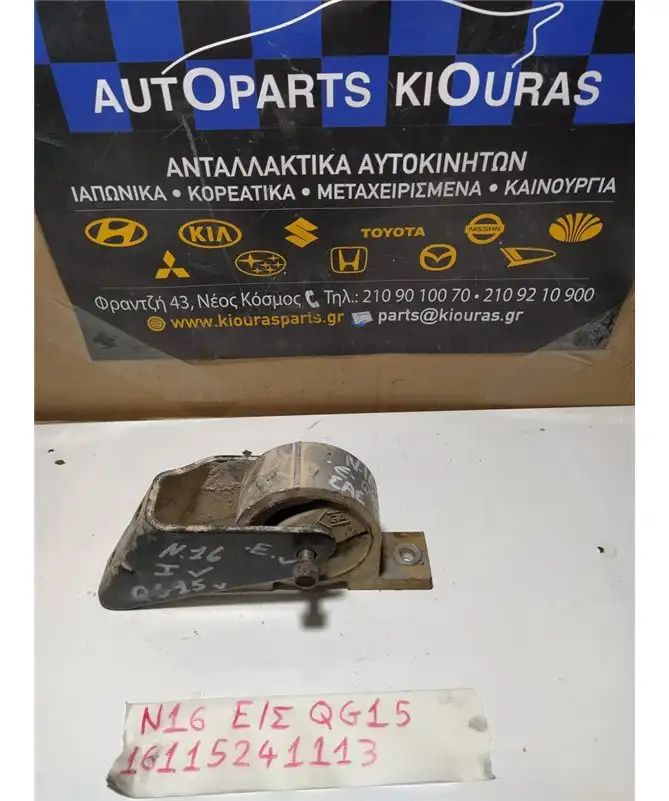 AUTOPARTS KIOURAS
ΑΝΤΑΛΛΑΚΤΙΚΑ ΑΥΤΟΚΙΝΗΤΩΝ
ΙΑΠΩΝΙΚΑ • ΚΟΡΕΑΤΙΚΑ • ΜΕΤΑΧΕΙΡΙΣΜΕΝΑ • ΚΑΙΝΟΥΡΓΙΑ
KIA TOYOTA NISSAN
Φραντζή 43, Νέος Κόσμος Τηλ.: 210 90 100 70 • 210 92 10 900
www.kiourasparts.gr parts@kiouras.gr
N.16 .E.
I
QG15
N16 Ε/Σ QG15
16115241113